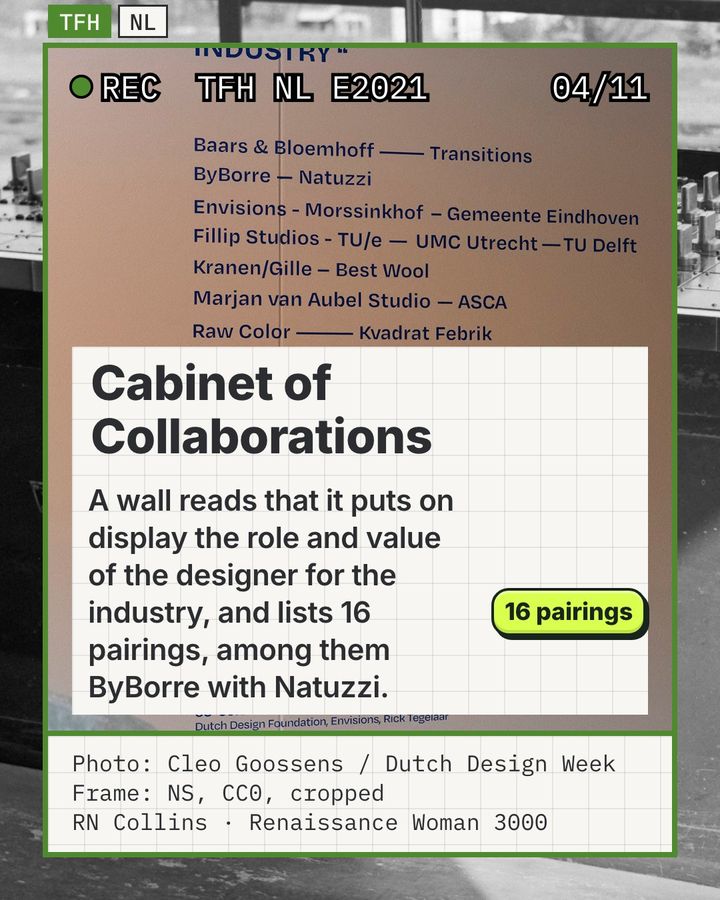 TFH NL
INDUSTRY "
REC TFH NL E2021 04/11
Baars & Bloemhoff —— Transitions
ByBorre — Natuzzi
Envisions - Morssinkhof – Gemeente Eindhoven
Fillip Studios - TU/e — UMC Utrecht — TU Delft
Kranen/Gille – Best Wool
Marjan van Aubel Studio — ASCA
Raw Color ——— Kvadrat Febrik
Cabinet of
Collaborations
A wall reads that it puts on
display the role and value
of the designer for the
industry, and lists 16
pairings, among them
ByBorre with Natuzzi.
16 pairings
Dutch Design Foundation, Envisions, Rick Tegelaar
Photo: Cleo Goossens / Dutch Design Week
Frame: NS, CC0, cropped
RN Collins · Renaissance Woman 3000